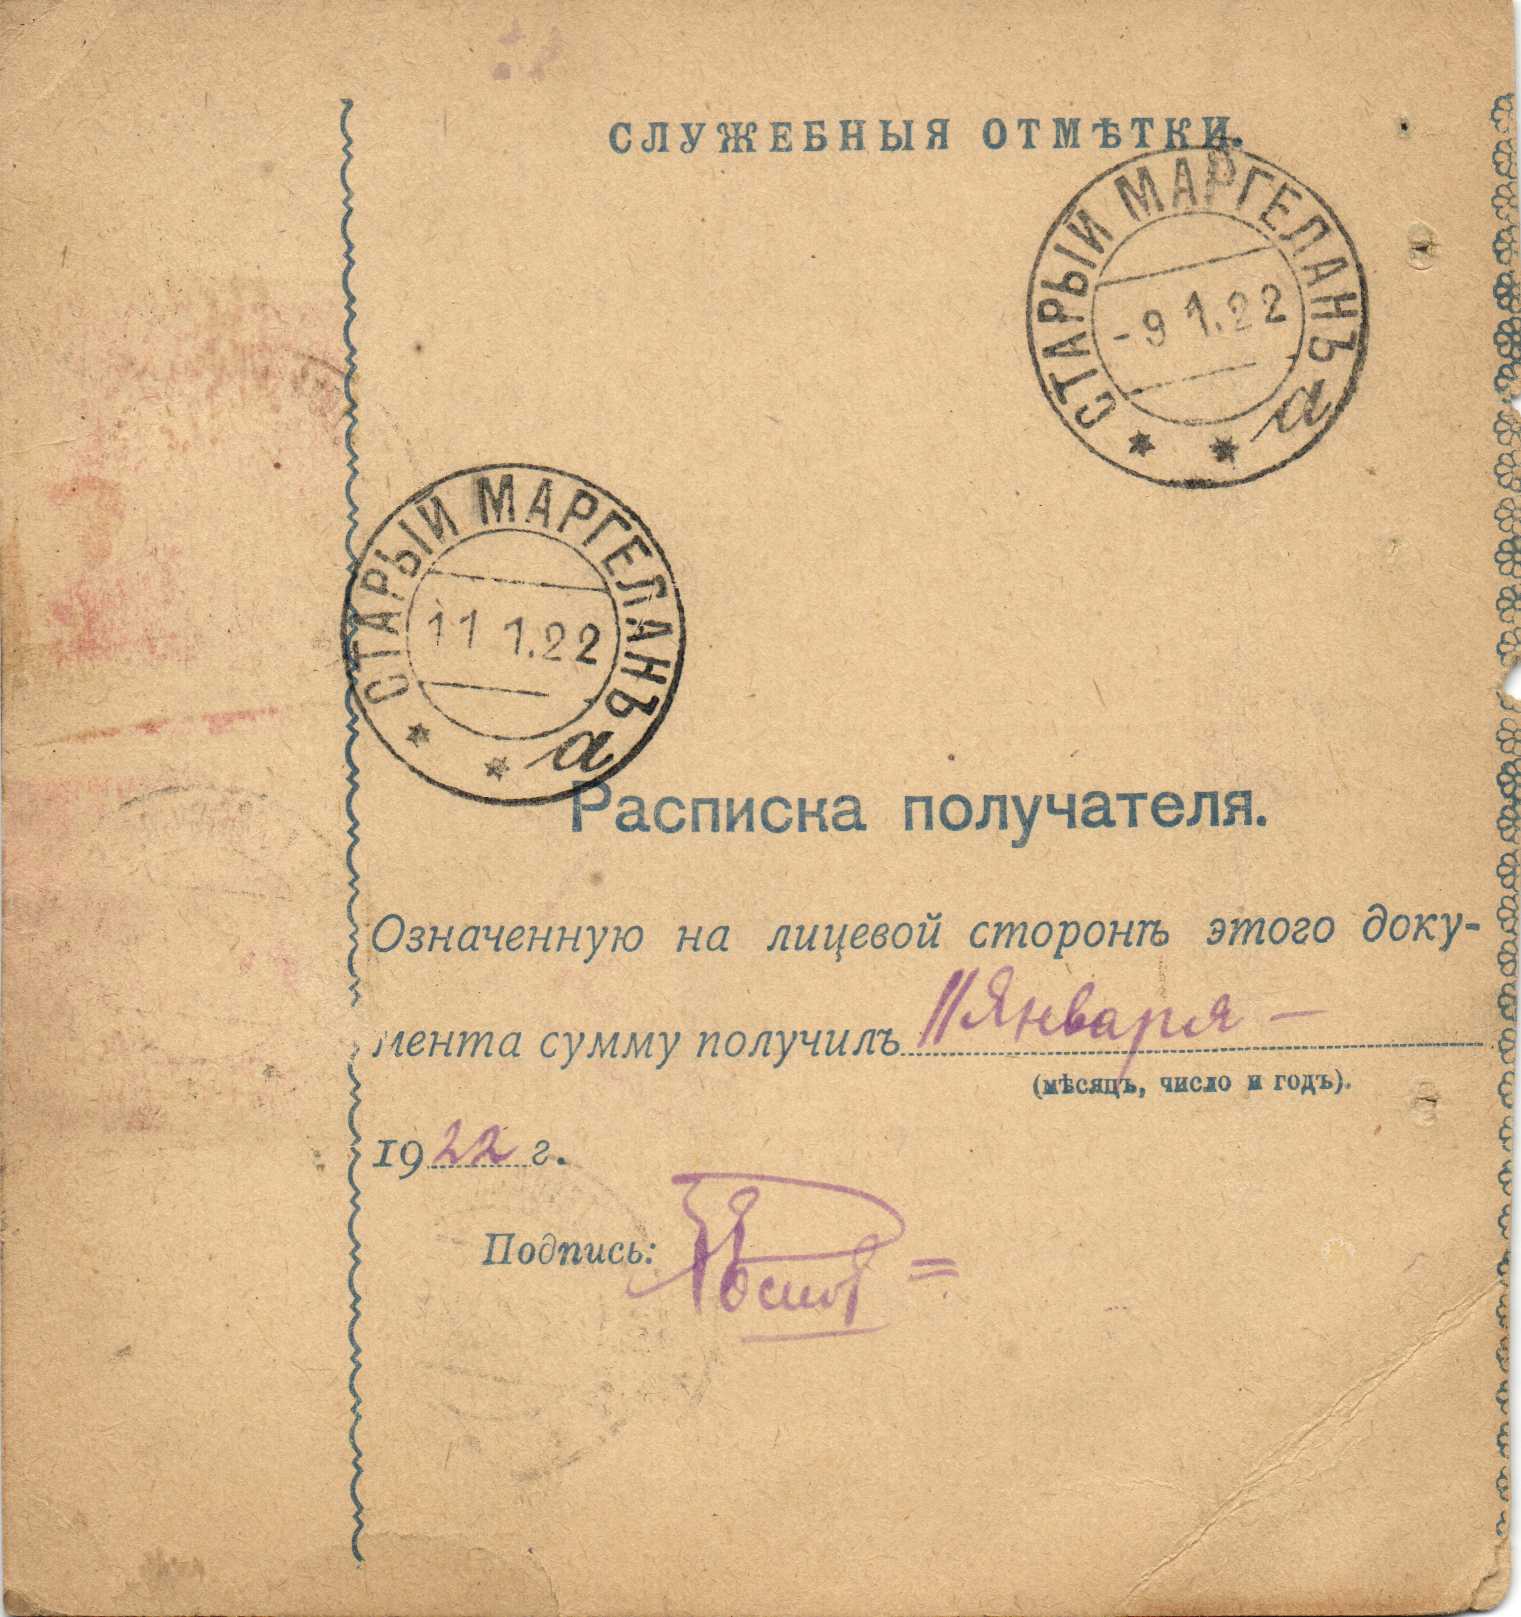 СЛУЖЕБНЫЯ ОТМѢТКИ.
СТАРЫЙ МАРГЕЛАНЪ а
-9 1.22
СТАРЫЙ МАРГЕЛАНЪ а
11 1.22
Расписка получателя.
Означенную на лицевой сторонѣ этого доку-
мента сумму получилъ 11 Января —
(мѣсяцъ, число и годъ).
1922 г.
Подпись: